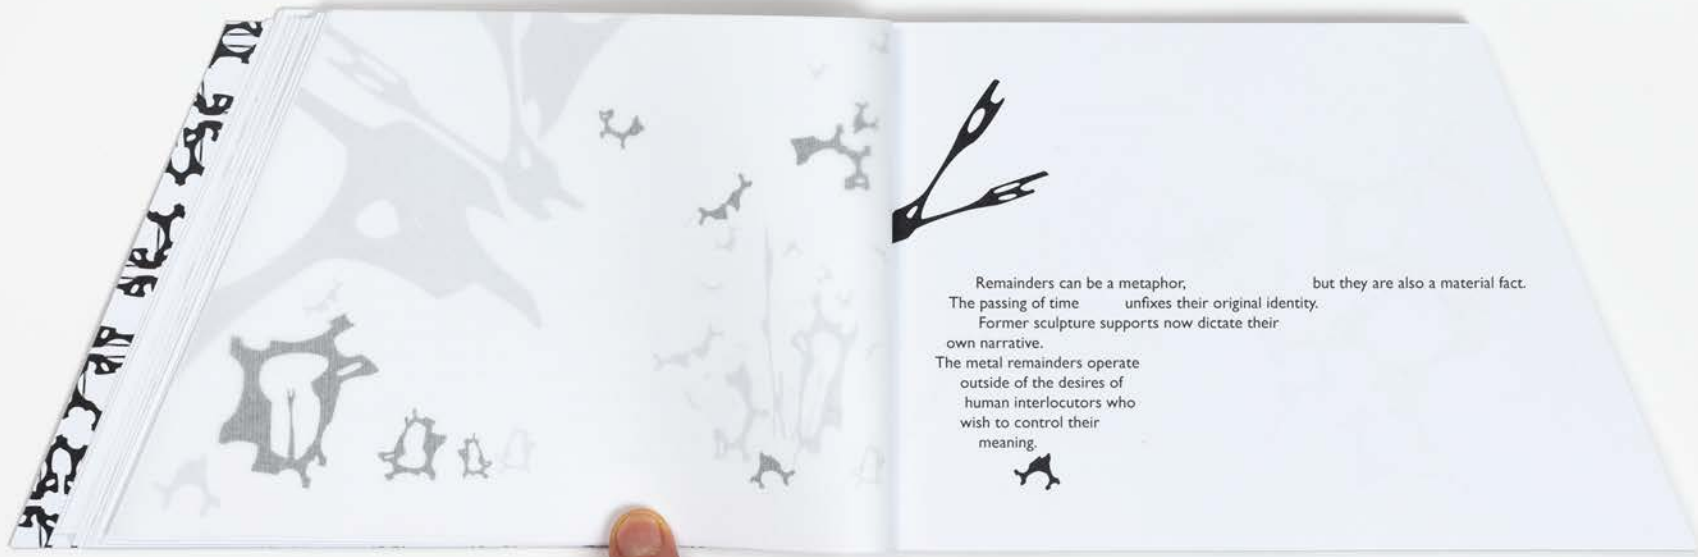 Remainders can be a metaphor, but they are also a material fact.
The passing of time unfixes their original identity.
Former sculpture supports now dictate their
own narrative.
The metal remainders operate
outside of the desires of
human interlocutors who
wish to control their
meaning.